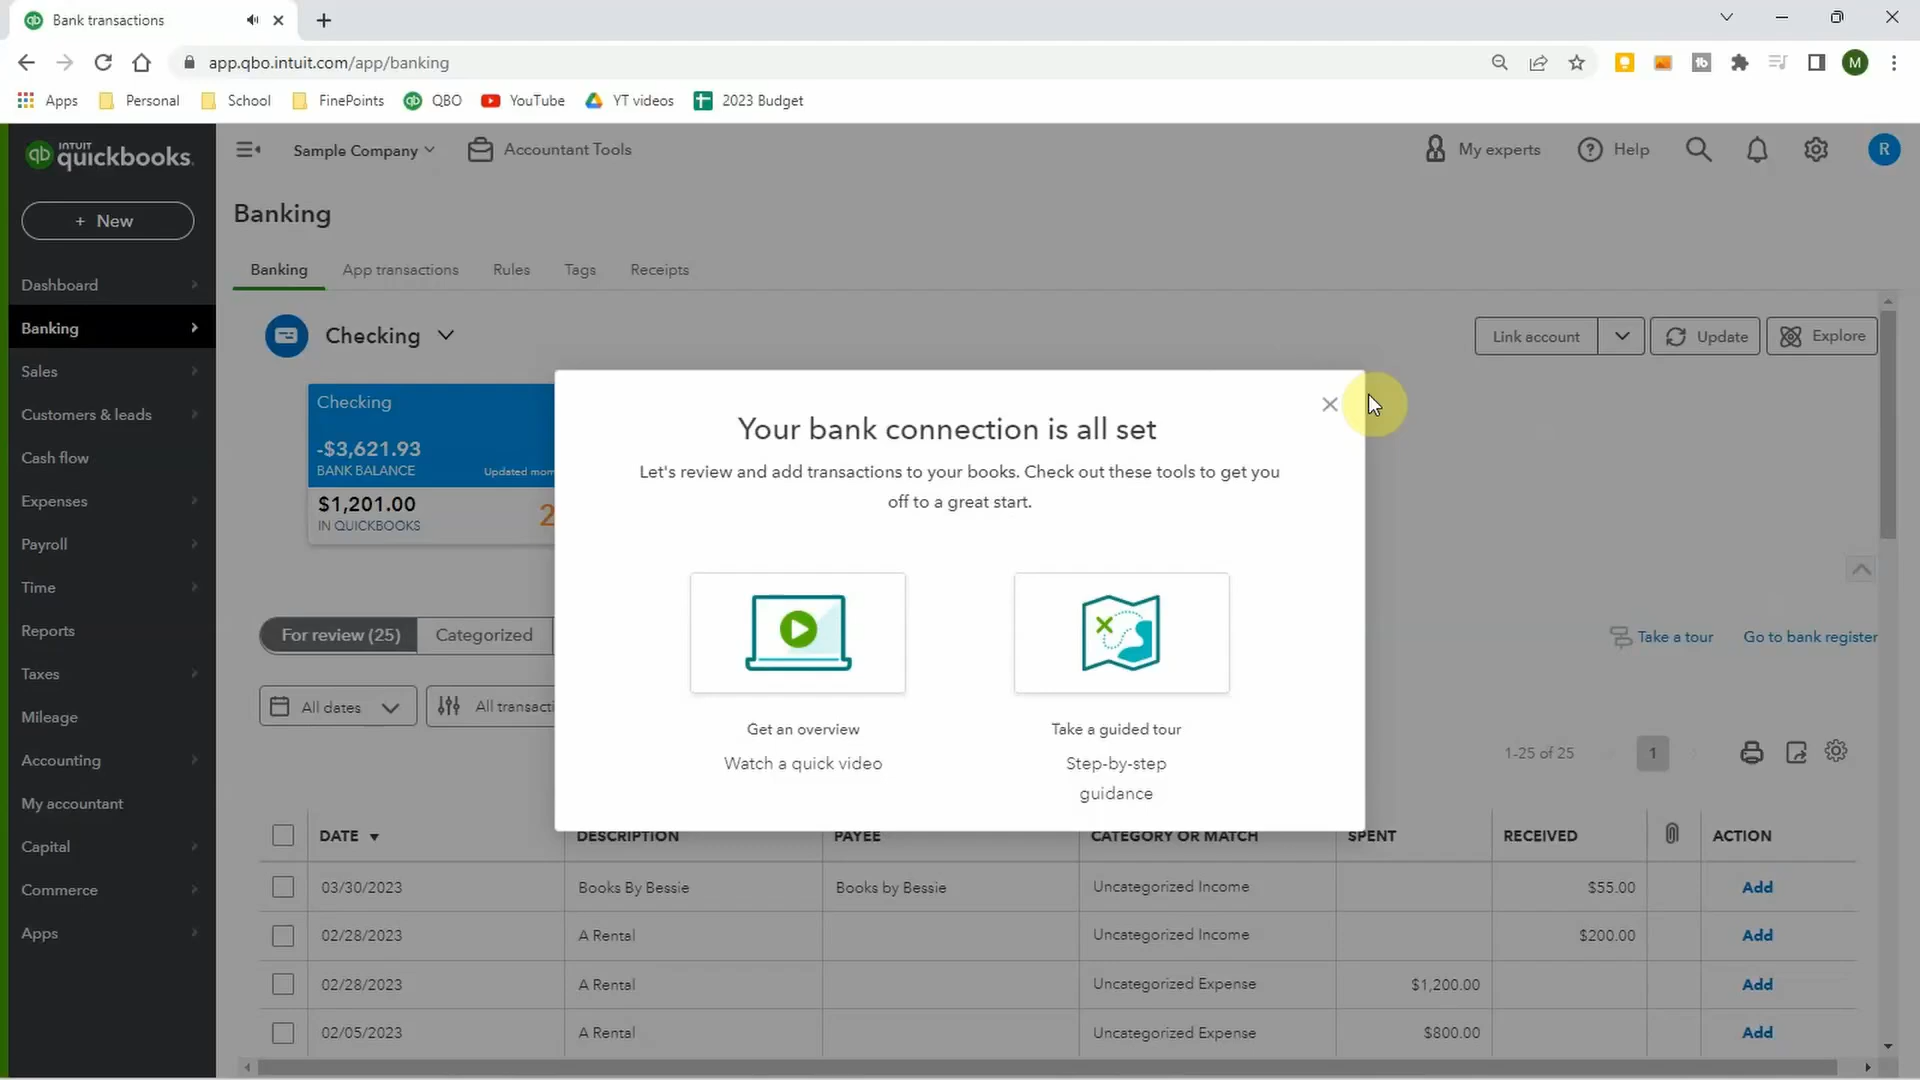 Bank transactions
app.qbo.intuit.com/app/banking
M
Apps Personal School FinePoints QBO YouTube YT videos 2023 Budget
qb INTUIT quickbooks.
Sample Company Accountant Tools My experts Help R
+ New
Banking
Banking App transactions Rules Tags Receipts
Dashboard
Banking
Sales
Customers & leads
Cash flow
Expenses
Payroll
Time
Reports
Taxes
Mileage
Accounting
My accountant
Capital
Commerce
Apps
Checking
Link account Update Explore
Checking
-$3,621.93
BANK BALANCE Updated mom
$1,201.00
IN QUICKBOOKS
2
Your bank connection is all set
Let's review and add transactions to your books. Check out these tools to get you
off to a great start.
Get an overview
Watch a quick video
Take a guided tour
Step-by-step
guidance
For review (25) Categorized
Take a tour Go to bank register
All dates All transacti
1-25 of 25 1
DATE DESCRIPTION PAYEE CATEGORY OR MATCH SPENT RECEIVED ACTION
03/30/2023 Books By Bessie Books by Bessie Uncategorized Income $55.00 Add
02/28/2023 A Rental Uncategorized Income $200.00 Add
02/28/2023 A Rental Uncategorized Expense $1,200.00 Add
02/05/2023 A Rental Uncategorized Expense $800.00 Add